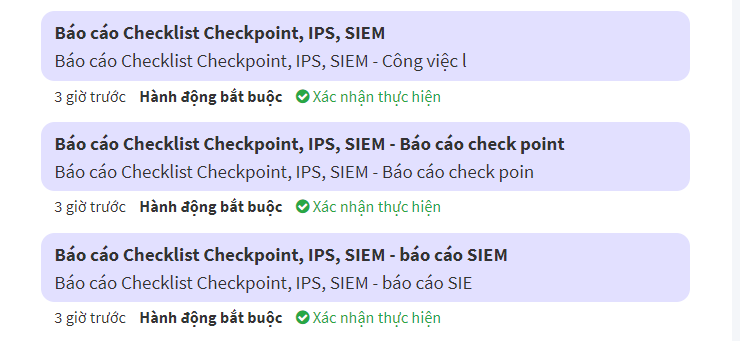 Báo cáo Checklist Checkpoint, IPS, SIEM
Báo cáo Checklist Checkpoint, IPS, SIEM - Công việc l
3 giờ trước Hành động bắt buộc Xác nhận thực hiện
Báo cáo Checklist Checkpoint, IPS, SIEM - Báo cáo check point
Báo cáo Checklist Checkpoint, IPS, SIEM - Báo cáo check poin
3 giờ trước Hành động bắt buộc Xác nhận thực hiện
Báo cáo Checklist Checkpoint, IPS, SIEM - báo cáo SIEM
Báo cáo Checklist Checkpoint, IPS, SIEM - báo cáo SIE
3 giờ trước Hành động bắt buộc Xác nhận thực hiện